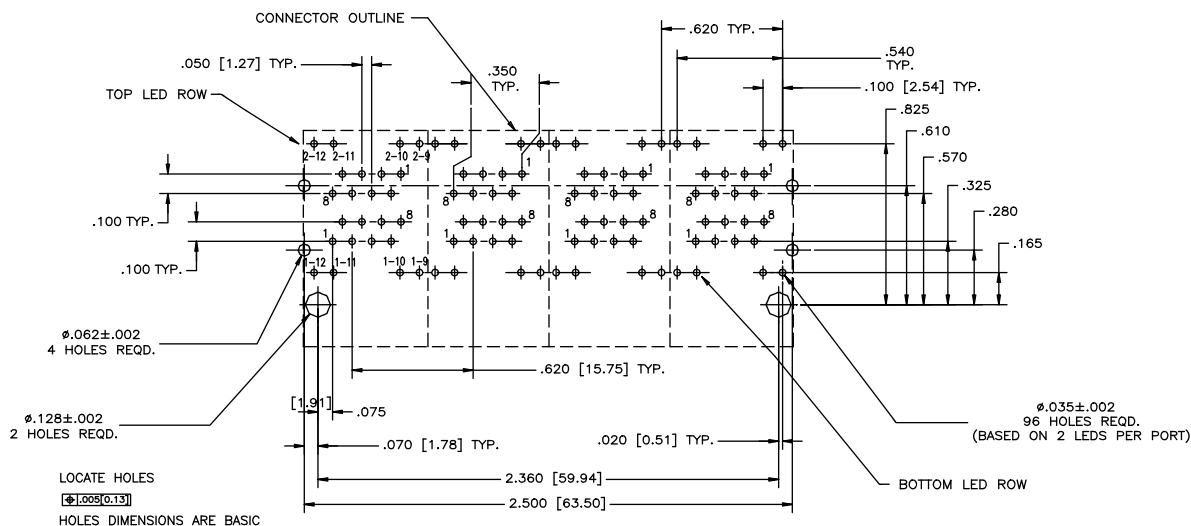 CONNECTOR OUTLINE
.620 TYP.
.050 [1.27] TYP.
.350
TYP.
.540
TYP.
.100 [2.54] TYP.
TOP LED ROW
.825
.610
.570
.325
.280
.165
2-12 2-11 2-10 2-9
1 1
8 8 8 8
8 8 8 8
1 1 1 1
1-12 1-11 1-10 1-9
.100 TYP.
.100 TYP.
ø.062±.002
4 HOLES REQD.
.620 [15.75] TYP.
[1.91] .075
ø.128±.002
2 HOLES REQD.
.070 [1.78] TYP.
.020 [0.51] TYP.
ø.035±.002
96 HOLES REQD.
(BASED ON 2 LEDS PER PORT)
2.360 [59.94]
BOTTOM LED ROW
2.500 [63.50]
LOCATE HOLES
⌖ .005[0.13]
HOLES DIMENSIONS ARE BASIC